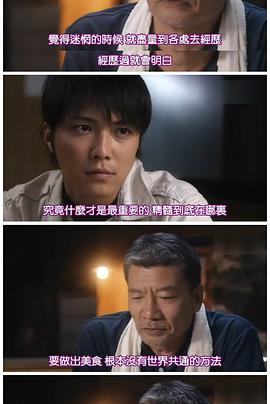 覺得迷惘的時候 就盡量到各處去經歷
經歷過就會明白
究竟什麼才是最重要的 精髓到底在哪裏
要做出美食 根本沒有世界共通的方法